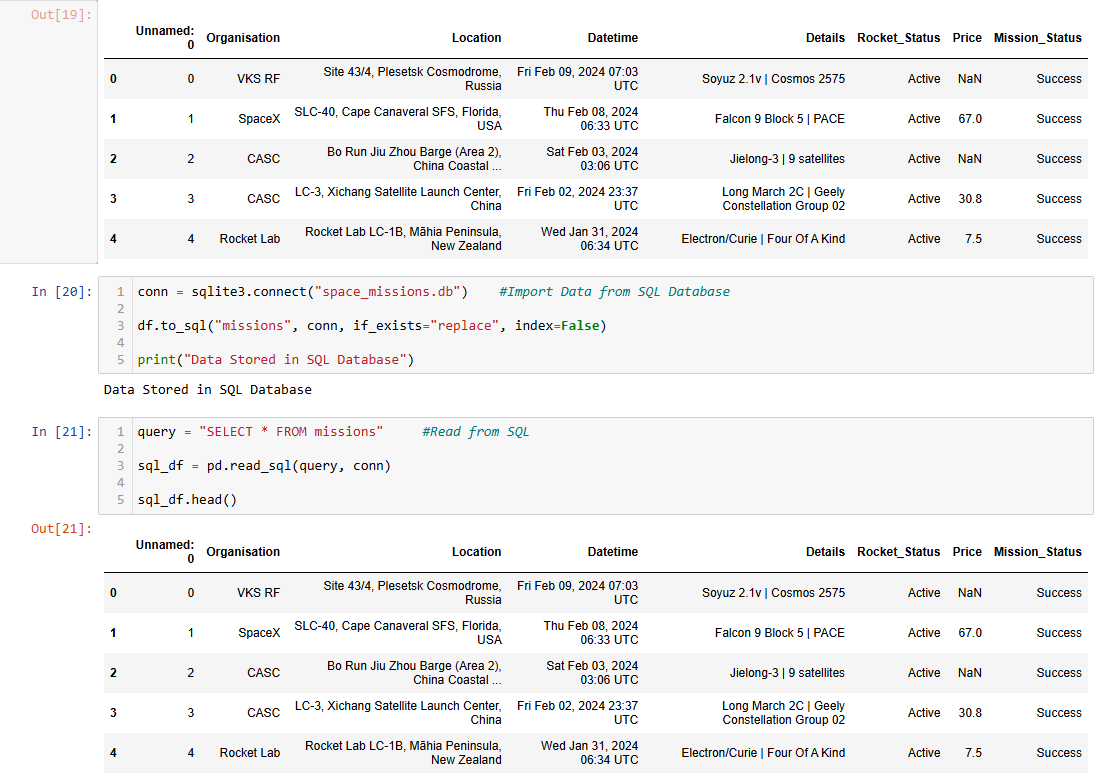 Out[19]:
Unnamed: 0 Organisation Location Datetime Details Rocket_Status Price Mission_Status
0 0 VKS RF Site 43/4, Plesetsk Cosmodrome, Russia Fri Feb 09, 2024 07:03 UTC Soyuz 2.1v | Cosmos 2575 Active NaN Success
1 1 SpaceX SLC-40, Cape Canaveral SFS, Florida, USA Thu Feb 08, 2024 06:33 UTC Falcon 9 Block 5 | PACE Active 67.0 Success
2 2 CASC Bo Run Jiu Zhou Barge (Area 2), China Coastal ... Sat Feb 03, 2024 03:06 UTC Jielong-3 | 9 satellites Active NaN Success
3 3 CASC LC-3, Xichang Satellite Launch Center, China Fri Feb 02, 2024 23:37 UTC Long March 2C | Geely Constellation Group 02 Active 30.8 Success
4 4 Rocket Lab Rocket Lab LC-1B, Māhia Peninsula, New Zealand Wed Jan 31, 2024 06:34 UTC Electron/Curie | Four Of A Kind Active 7.5 Success
In [20]:
1 conn = sqlite3.connect("space_missions.db") #Import Data from SQL Database
2
3 df.to_sql("missions", conn, if_exists="replace", index=False)
4
5 print("Data Stored in SQL Database")
Data Stored in SQL Database
In [21]:
1 query = "SELECT * FROM missions" #Read from SQL
2
3 sql_df = pd.read_sql(query, conn)
4
5 sql_df.head()
Out[21]:
Unnamed: 0 Organisation Location Datetime Details Rocket_Status Price Mission_Status
0 0 VKS RF Site 43/4, Plesetsk Cosmodrome, Russia Fri Feb 09, 2024 07:03 UTC Soyuz 2.1v | Cosmos 2575 Active NaN Success
1 1 SpaceX SLC-40, Cape Canaveral SFS, Florida, USA Thu Feb 08, 2024 06:33 UTC Falcon 9 Block 5 | PACE Active 67.0 Success
2 2 CASC Bo Run Jiu Zhou Barge (Area 2), China Coastal ... Sat Feb 03, 2024 03:06 UTC Jielong-3 | 9 satellites Active NaN Success
3 3 CASC LC-3, Xichang Satellite Launch Center, China Fri Feb 02, 2024 23:37 UTC Long March 2C | Geely Constellation Group 02 Active 30.8 Success
4 4 Rocket Lab Rocket Lab LC-1B, Māhia Peninsula, New Zealand Wed Jan 31, 2024 06:34 UTC Electron/Curie | Four Of A Kind Active 7.5 Success